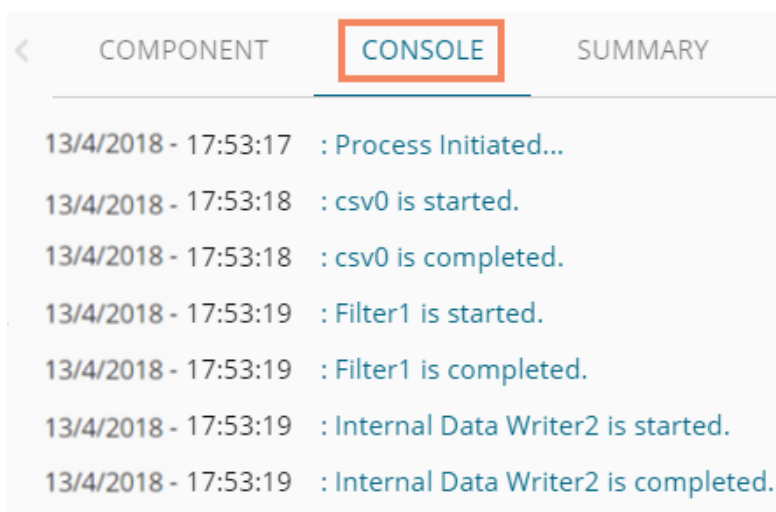 COMPONENT CONSOLE SUMMARY
13/4/2018 - 17:53:17 : Process Initiated...
13/4/2018 - 17:53:18 : csv0 is started.
13/4/2018 - 17:53:18 : csv0 is completed.
13/4/2018 - 17:53:19 : Filter1 is started.
13/4/2018 - 17:53:19 : Filter1 is completed.
13/4/2018 - 17:53:19 : Internal Data Writer2 is started.
13/4/2018 - 17:53:19 : Internal Data Writer2 is completed.